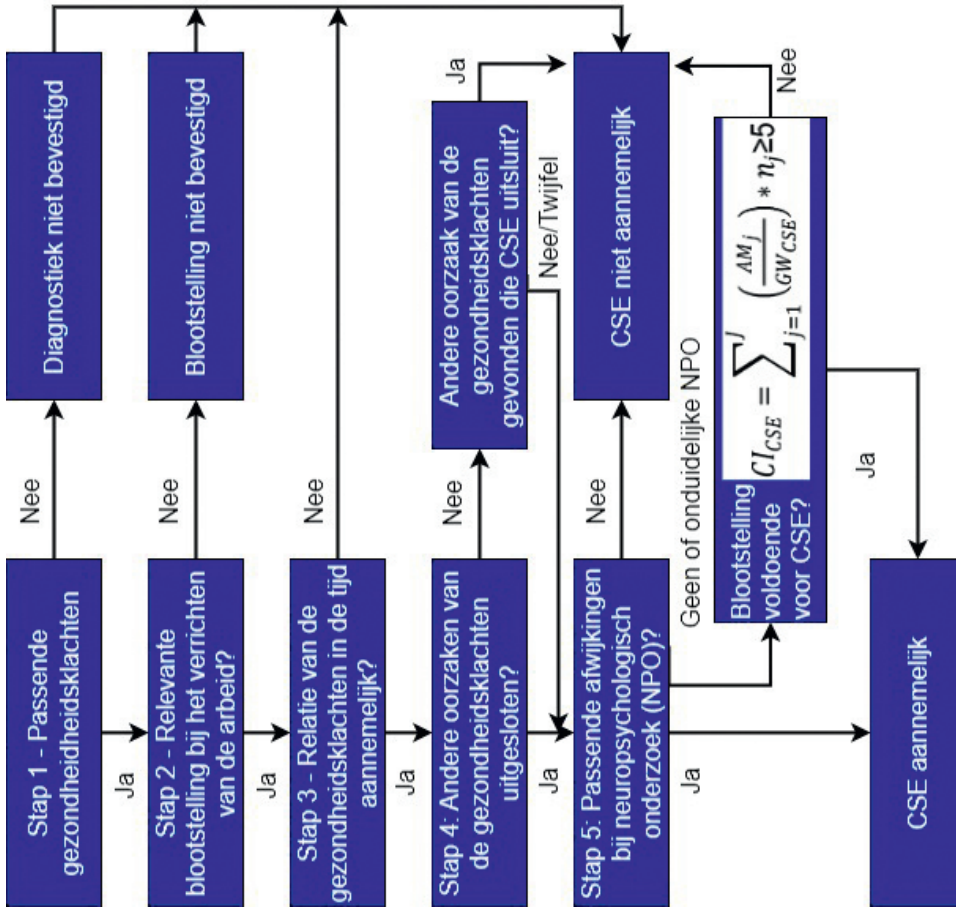 Stap 1 - Passende
gezondheidheidsklachten
Nee
Diagnostiek niet bevestigd
Ja
Stap 2 - Relevante
blootstelling bij het verrichten
van de arbeid?
Nee
Blootstelling niet bevestigd
Ja
Stap 3 - Relatie van de
gezondheidsklachten in de tijd
aannemelijk?
Nee
Ja
Stap 4: Andere oorzaken van
de gezondheidsklachten
uitgesloten?
Nee
Andere oorzaak van de
gezondheidsklachten
gevonden die CSE uitsluit?
Ja
Nee/Twijfel
Ja
Stap 5: Passende afwijkingen
bij neuropsychologisch
onderzoek (NPO)?
Nee
CSE niet aannemelijk
Geen of onduidelijke NPO
Ja
Blootstelling
voldoende
voor CSE?
CI_CSE = ∑_{j=1}^{J} (AM_j / GW_CSE) * n_j ≥5
Nee
Ja
CSE aannemelijk